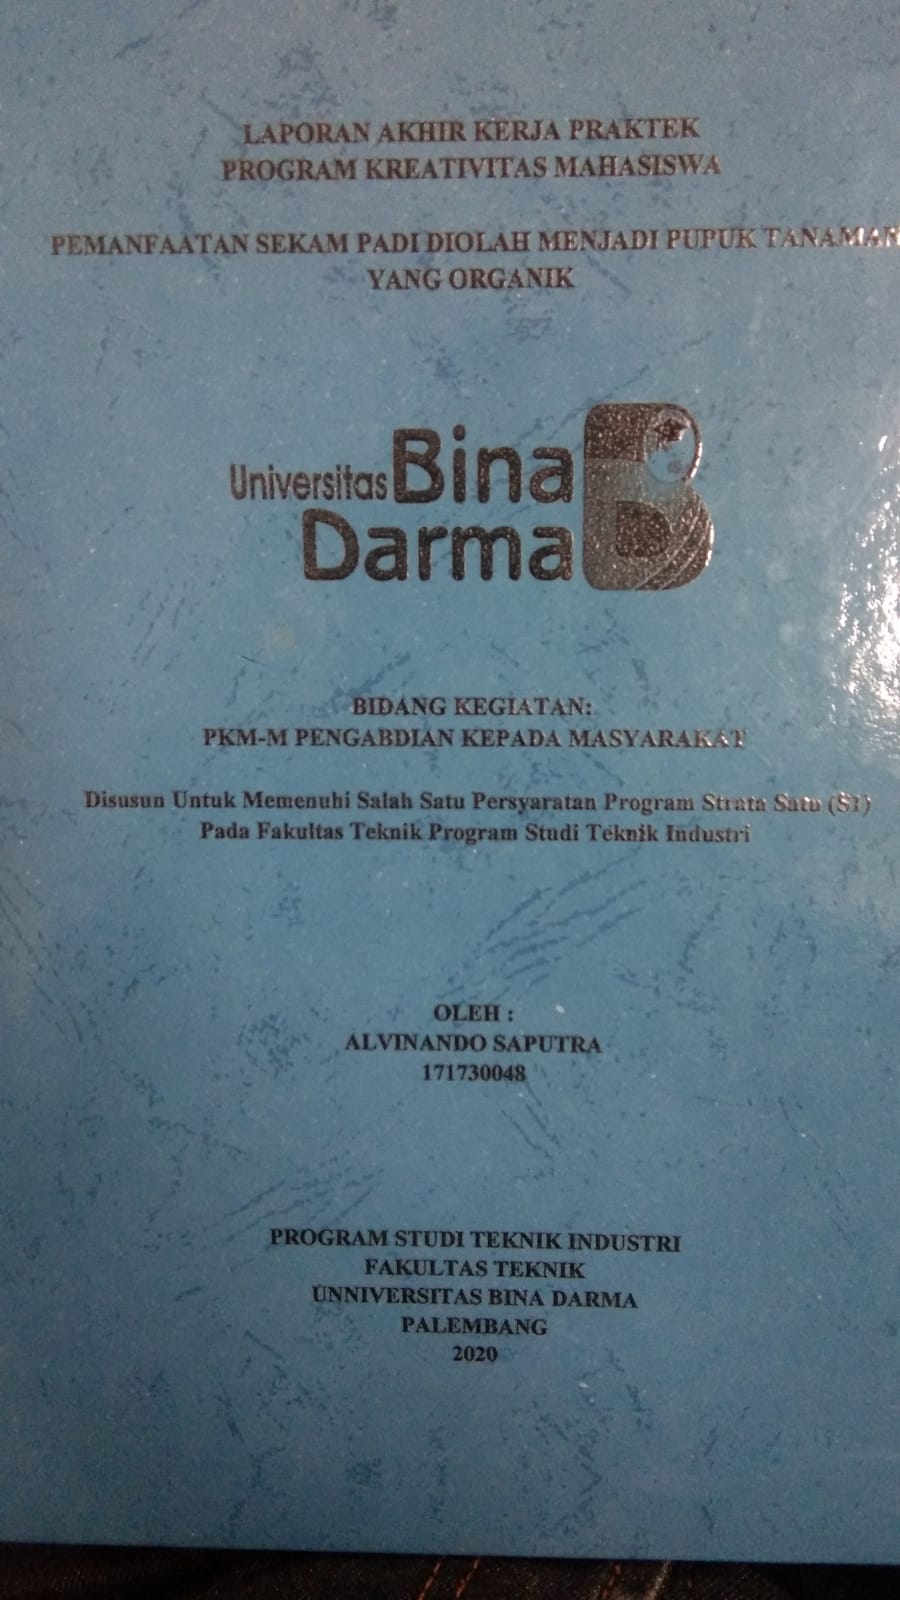 LAPORAN AKHIR KERJA PRAKTEK
PROGRAM KREATIVITAS MAHASISWA
PEMANFAATAN SEKAM PADI DIOLAH MENJADI PUPUK TANAMAN
YANG ORGANIK
Universitas Bina
Darma
BIDANG KEGIATAN:
PKM-M PENGABDIAN KEPADA MASYARAKAT
Disusun Untuk Memenuhi Salah Satu Persyaratan Program Strata Satu (S1)
Pada Fakultas Teknik Program Studi Teknik Industri
OLEH :
ALVINANDO SAPUTRA
171730048
PROGRAM STUDI TEKNIK INDUSTRI
FAKULTAS TEKNIK
UNNIVERSITAS BINA DARMA
PALEMBANG
2020